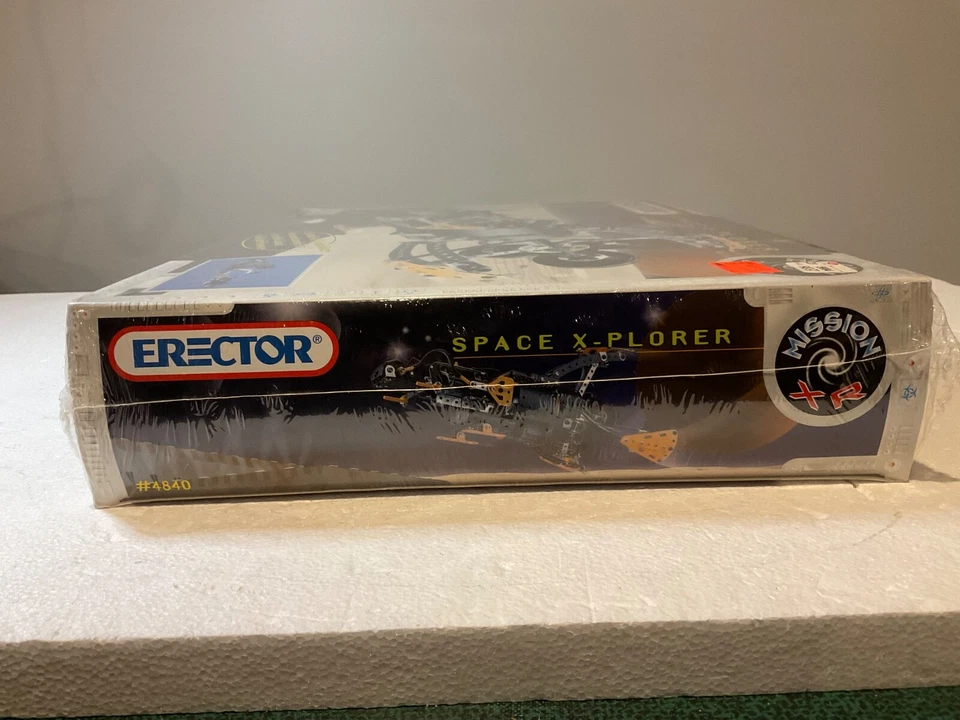 ERECTOR®
SPACE X-PLORER
MISSION
XR
#4840